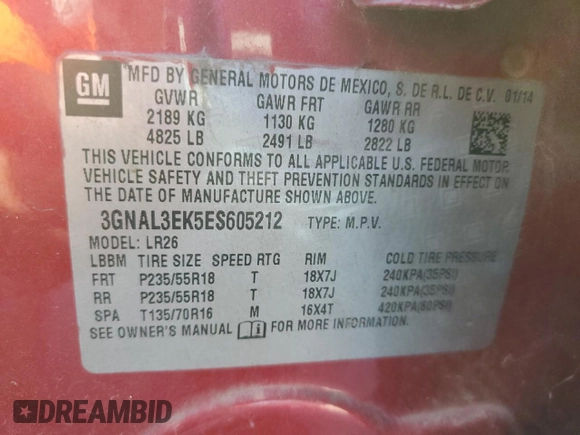 GM
MFD BY GENERAL MOTORS DE MEXICO, S. DE R.L. DE C.V. 01/14
GVWR GAWR FRT GAWR RR
2189 KG 1130 KG 1280 KG
4825 LB 2491 LB 2822 LB
THIS VEHICLE CONFORMS TO ALL APPLICABLE U.S. FEDERAL MOTOR
VEHICLE SAFETY AND THEFT PREVENTION STANDARDS IN EFFECT ON
THE DATE OF MANUFACTURE SHOWN ABOVE.
3GNAL3EK5ES605212 TYPE: M.P.V.
MODEL: LR26
LBBM TIRE SIZE SPEED RTG RIM COLD TIRE PRESSURE
FRT P235/55R18 T 18X7J 240KPA(35PSI)
RR P235/55R18 T 18X7J 240KPA(35PSI)
SPA T135/70R16 M 16X4T 420KPA(60PSI)
SEE OWNER'S MANUAL FOR MORE INFORMATION.
DREAMBID